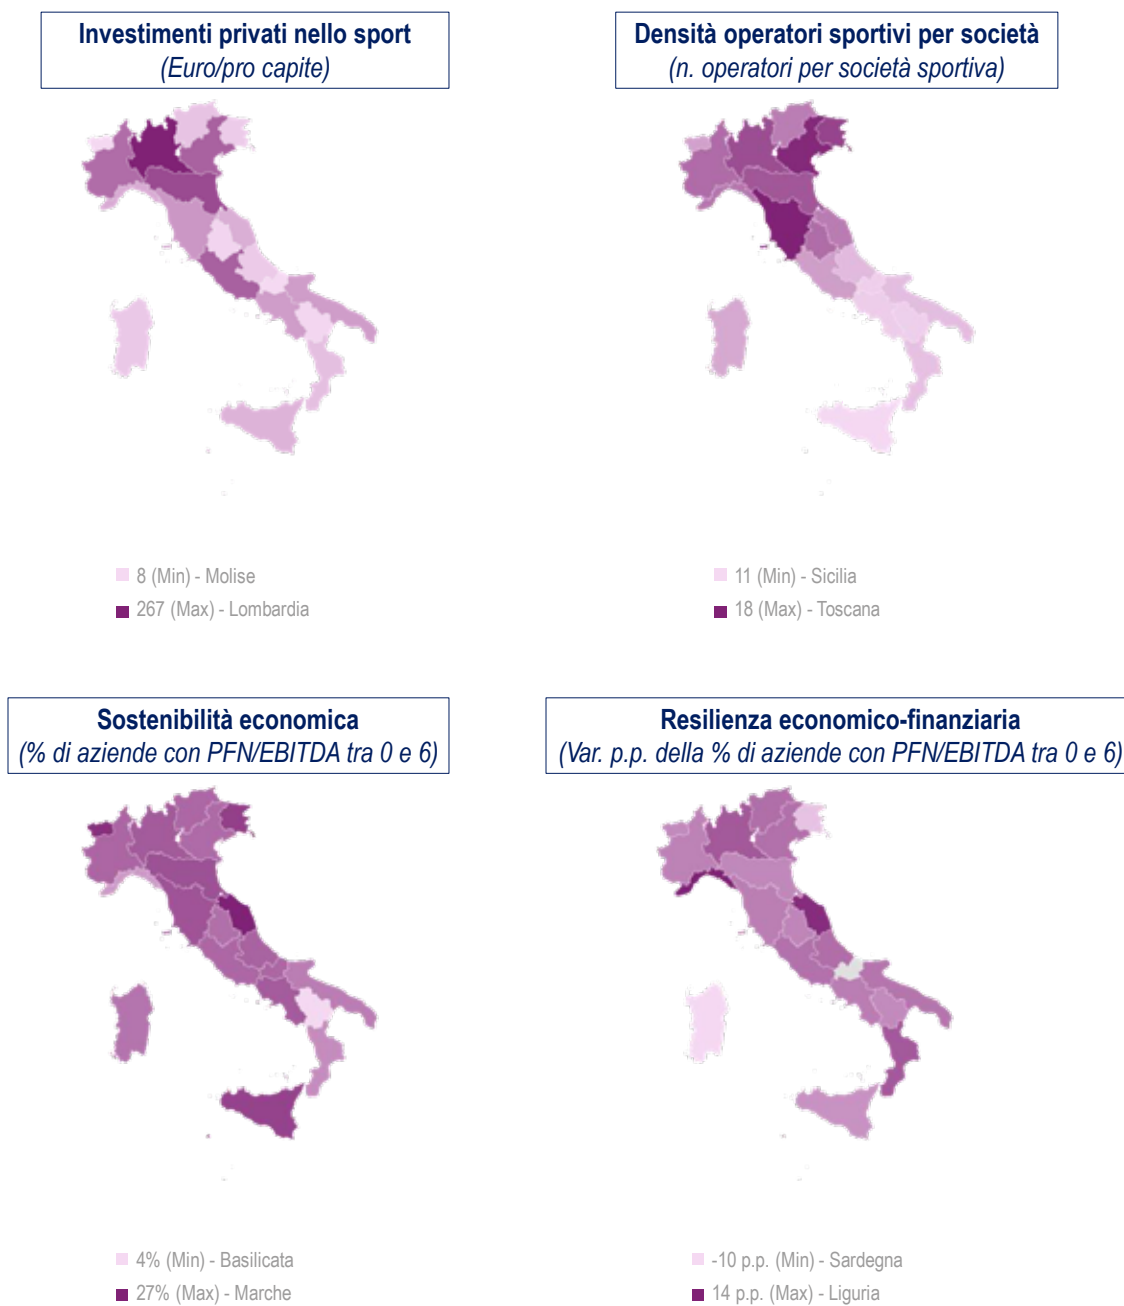 Investimenti privati nello sport
(Euro/pro capite)
Densità operatori sportivi per società
(n. operatori per società sportiva)
8 (Min) - Molise
267 (Max) - Lombardia
11 (Min) - Sicilia
18 (Max) - Toscana
Sostenibilità economica
(% di aziende con PFN/EBITDA tra 0 e 6)
Resilienza economico-finanziaria
(Var. p.p. della % di aziende con PFN/EBITDA tra 0 e 6)
4% (Min) - Basilicata
27% (Max) - Marche
-10 p.p. (Min) - Sardegna
14 p.p. (Max) - Liguria